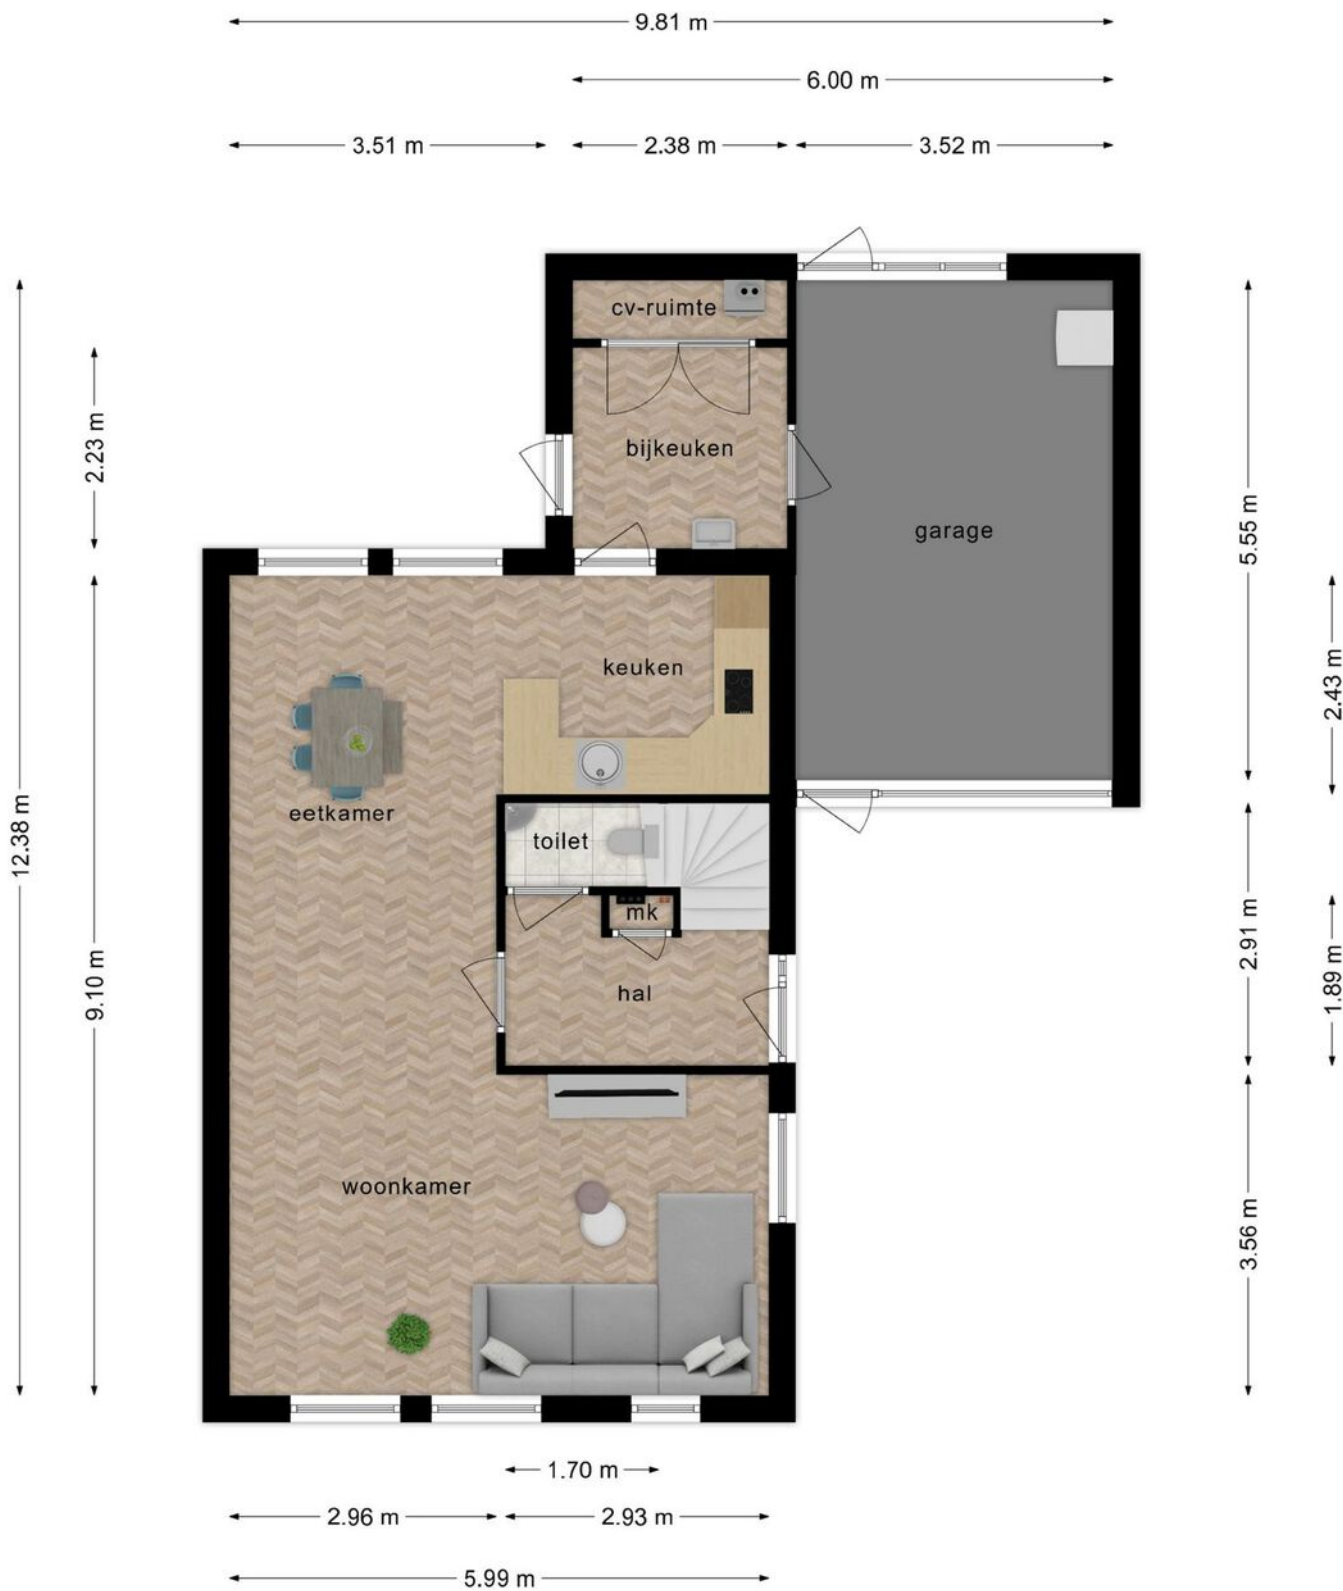 9.81 m
6.00 m
3.51 m
2.38 m
3.52 m
cv-ruimte
2.23 m
bijkeuken
garage
5.55 m
keuken
2.43 m
eetkamer
toilet
12.38 m
mk
2.91 m
1.89 m
9.10 m
hal
woonkamer
3.56 m
1.70 m
2.96 m
2.93 m
5.99 m